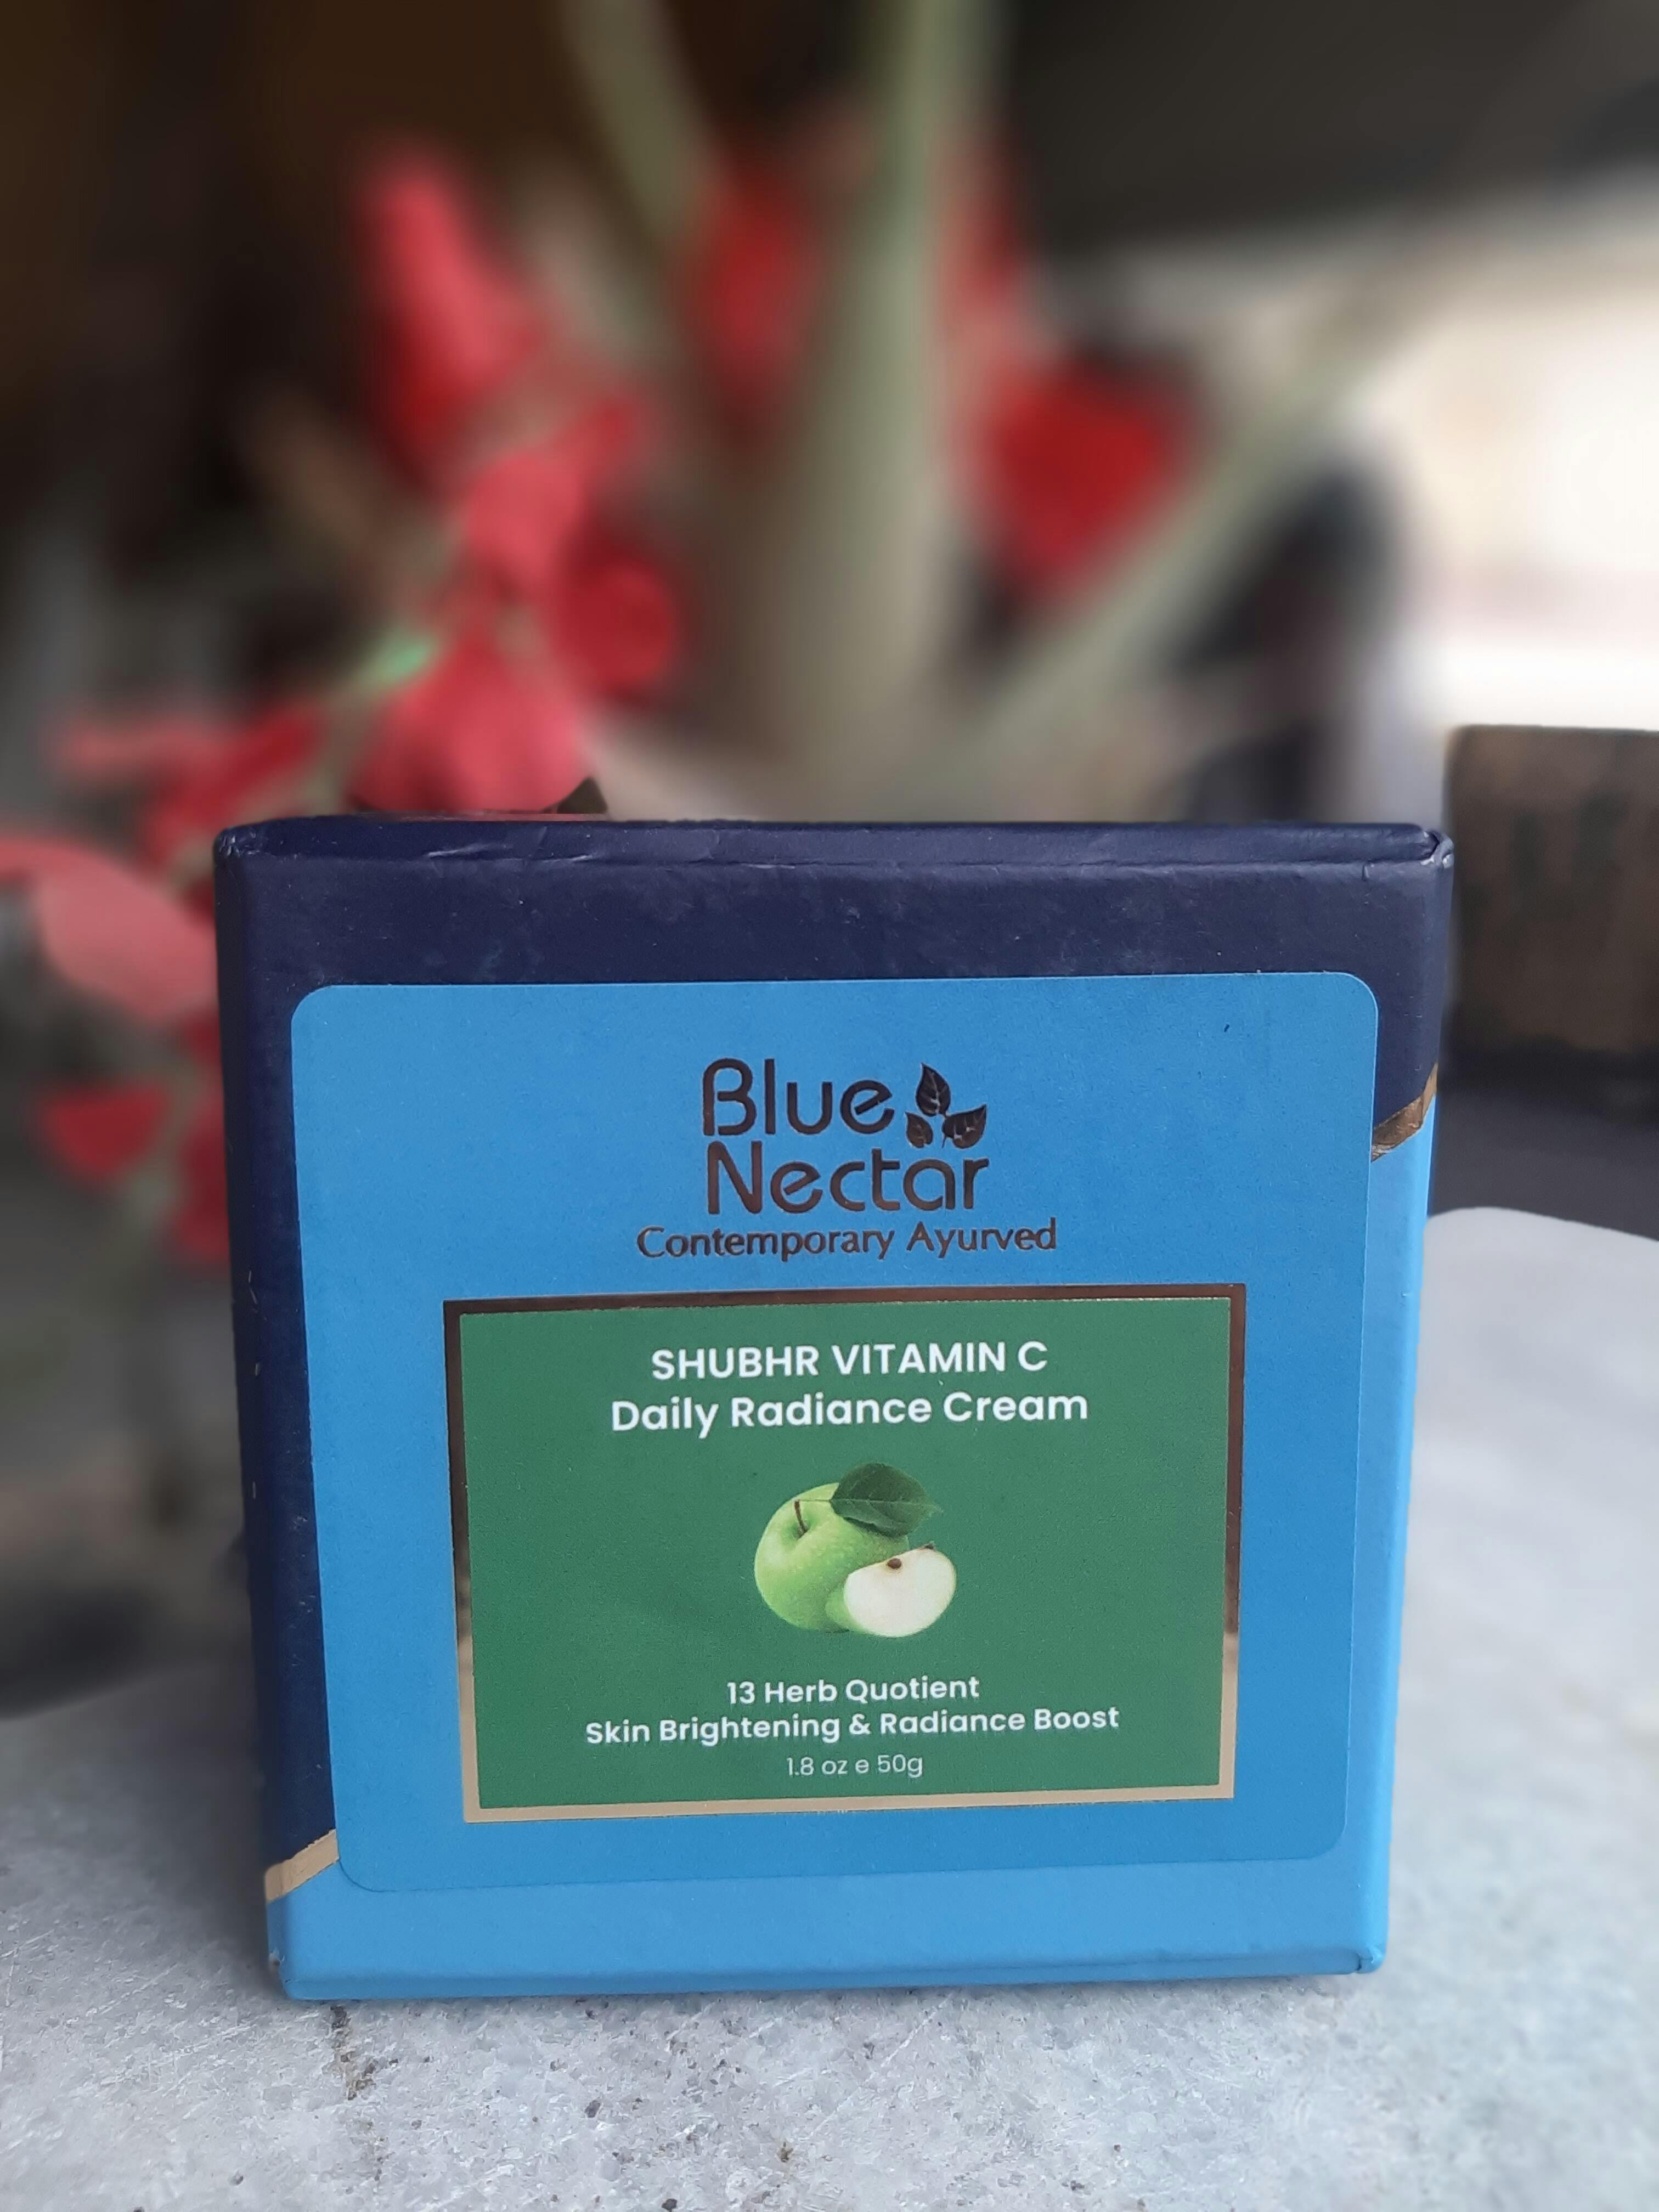 Blue
Nectar
Contemporary Ayurved
SHUBHR VITAMIN C
Daily Radiance Cream
13 Herb Quotient
Skin Brightening & Radiance Boost
1.8 oz e 50g